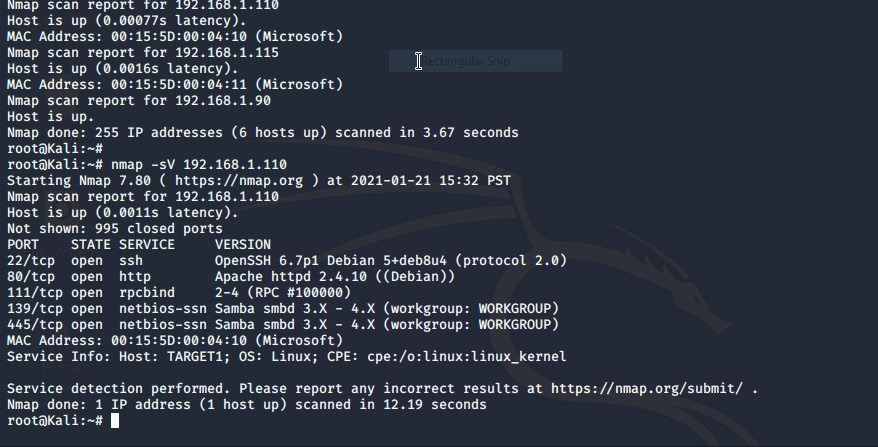 Nmap scan report for 192.168.1.110
Host is up (0.00077s latency).
MAC Address: 00:15:5D:00:04:10 (Microsoft)
Nmap scan report for 192.168.1.115
Host is up (0.0016s latency).
Rectangular Snip
MAC Address: 00:15:5D:00:04:11 (Microsoft)
Nmap scan report for 192.168.1.90
Host is up.
Nmap done: 255 IP addresses (6 hosts up) scanned in 3.67 seconds
root@Kali:~#
root@Kali:~# nmap -sV 192.168.1.110
Starting Nmap 7.80 ( https://nmap.org ) at 2021-01-21 15:32 PST
Nmap scan report for 192.168.1.110
Host is up (0.0011s latency).
Not shown: 995 closed ports
PORT    STATE SERVICE     VERSION
22/tcp  open  ssh         OpenSSH 6.7p1 Debian 5+deb8u4 (protocol 2.0)
80/tcp  open  http        Apache httpd 2.4.10 ((Debian))
111/tcp open  rpcbind     2-4 (RPC #100000)
139/tcp open  netbios-ssn Samba smbd 3.X - 4.X (workgroup: WORKGROUP)
445/tcp open  netbios-ssn Samba smbd 3.X - 4.X (workgroup: WORKGROUP)
MAC Address: 00:15:5D:00:04:10 (Microsoft)
Service Info: Host: TARGET1; OS: Linux; CPE: cpe:/o:linux:linux_kernel
Home
Service detection performed. Please report any incorrect results at https://nmap.org/submit/ .
Nmap done: 1 IP address (1 host up) scanned in 12.19 seconds
root@Kali:~#